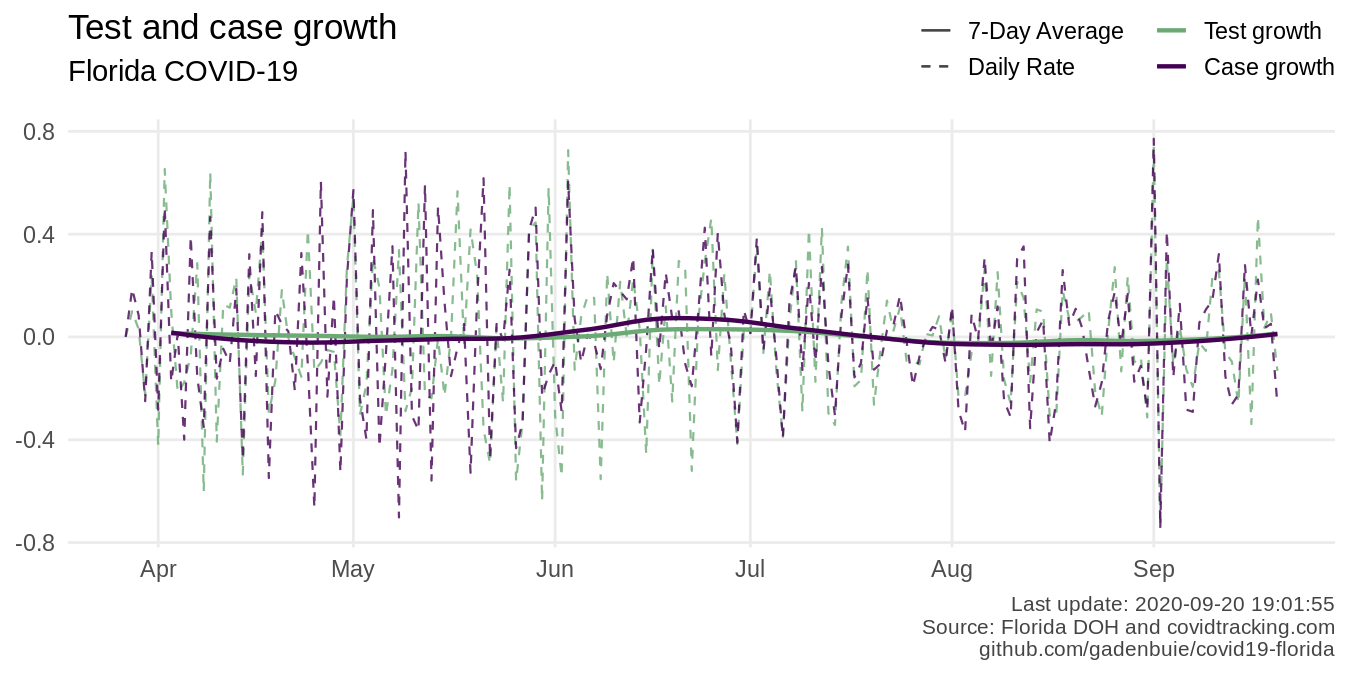 Test and case growth
Florida COVID-19
7-Day Average
Test growth
Daily Rate
Case growth
0.8
0.4
0.0
-0.4
-0.8
Apr
May
Jun
Jul
Aug
Sep
Last update: 2020-09-20 19:01:55
Source: Florida DOH and covidtracking.com
github.com/gadenbuie/covid19-florida